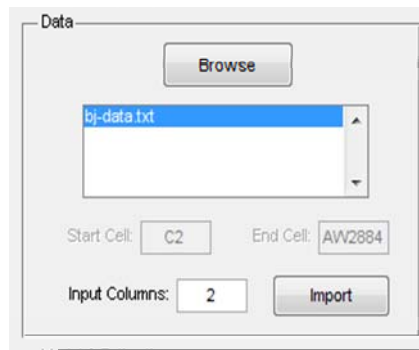 Data
Browse
bj-data.txt
Start Cell: C2 End Cell: AW2884
Input Columns: 2 Import